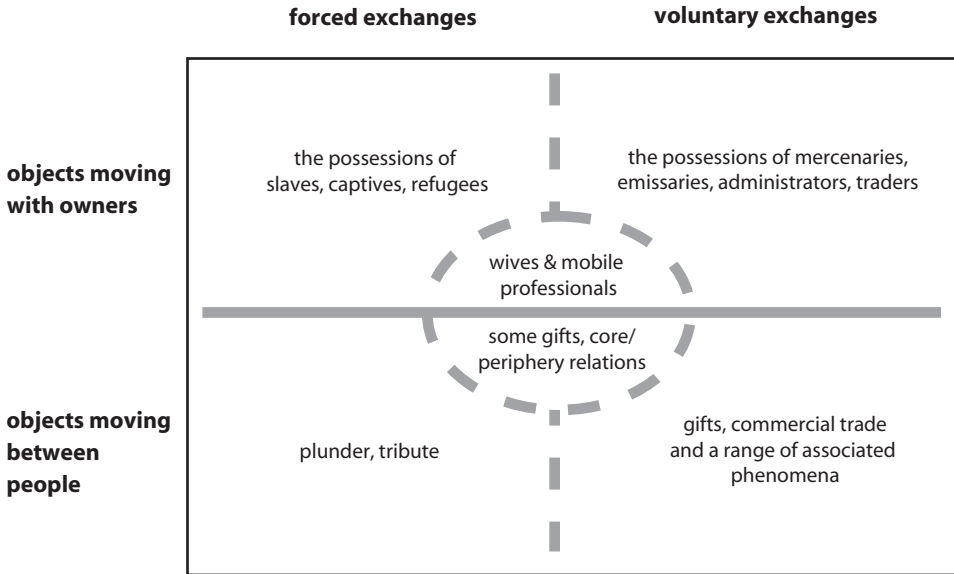 forced exchanges
voluntary exchanges
objects moving
with owners
the possessions of
slaves, captives, refugees
the possessions of mercenaries,
emissaries, administrators, traders
wives & mobile
professionals
some gifts, core/
periphery relations
objects moving
between
people
plunder, tribute
gifts, commercial trade
and a range of associated
phenomena